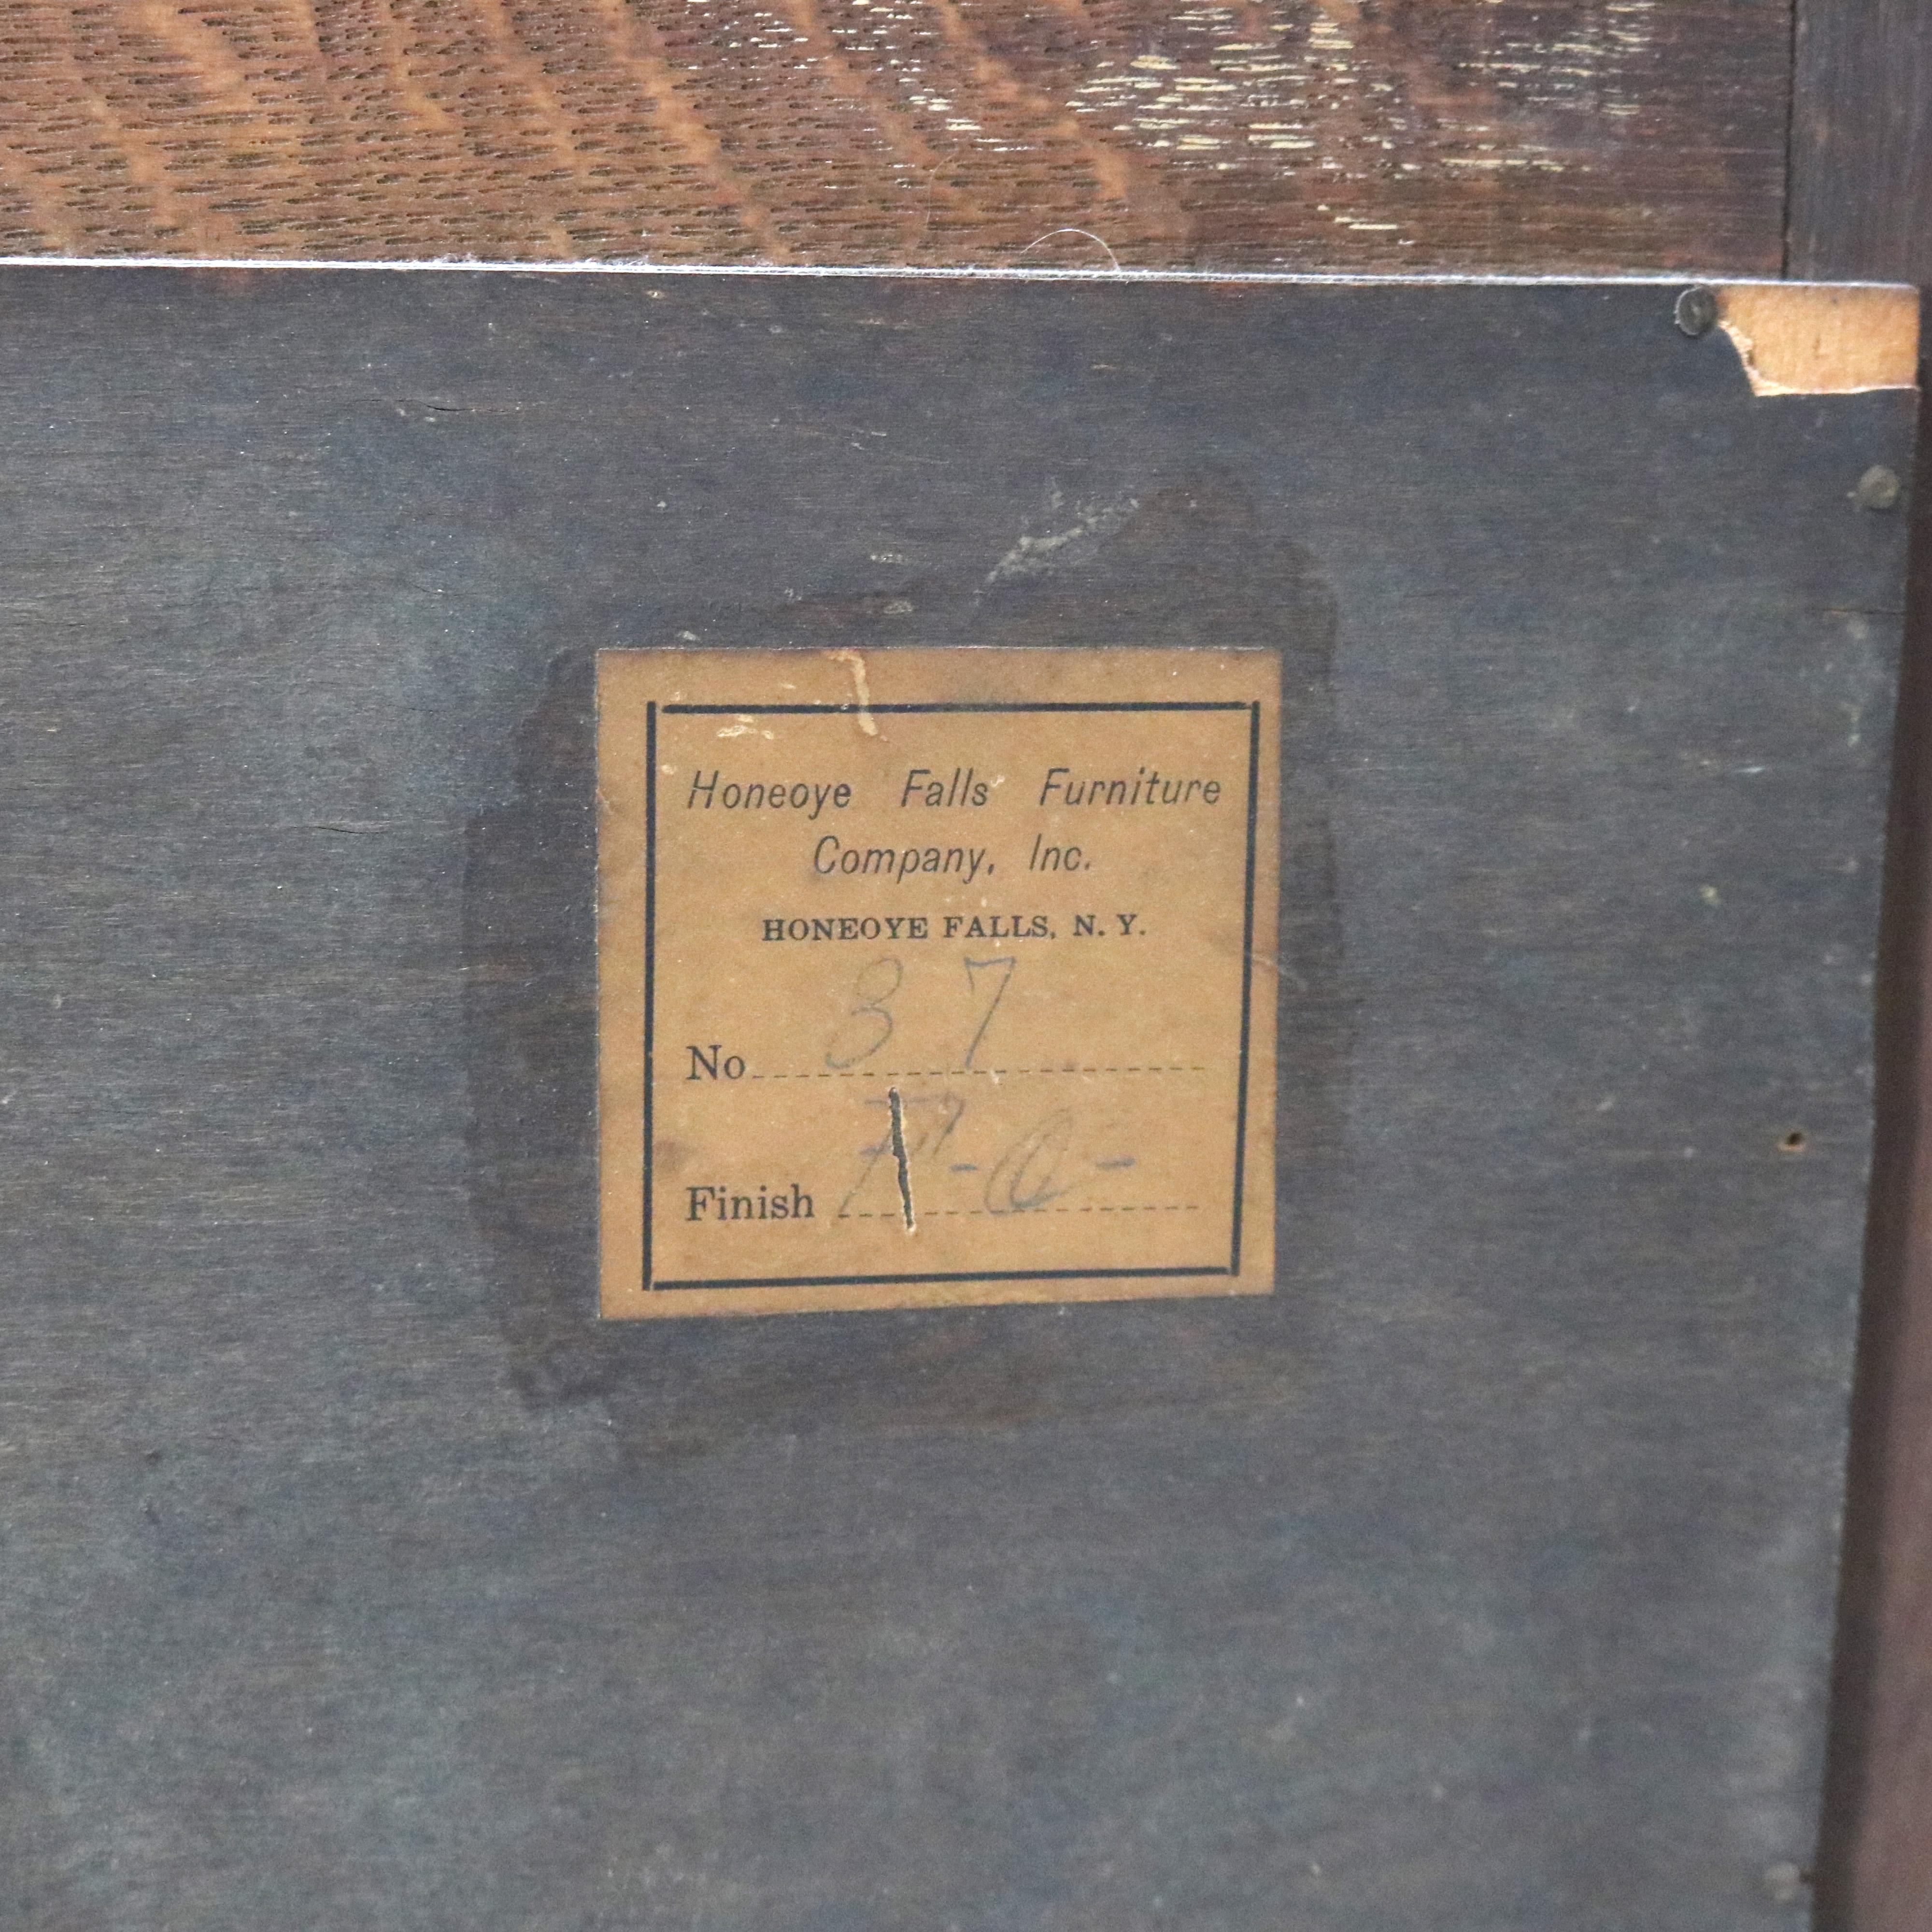 Honeoye Falls Furniture
Company, Inc.
HONEOYE FALLS, N. Y.
No 37
Finish F-O-